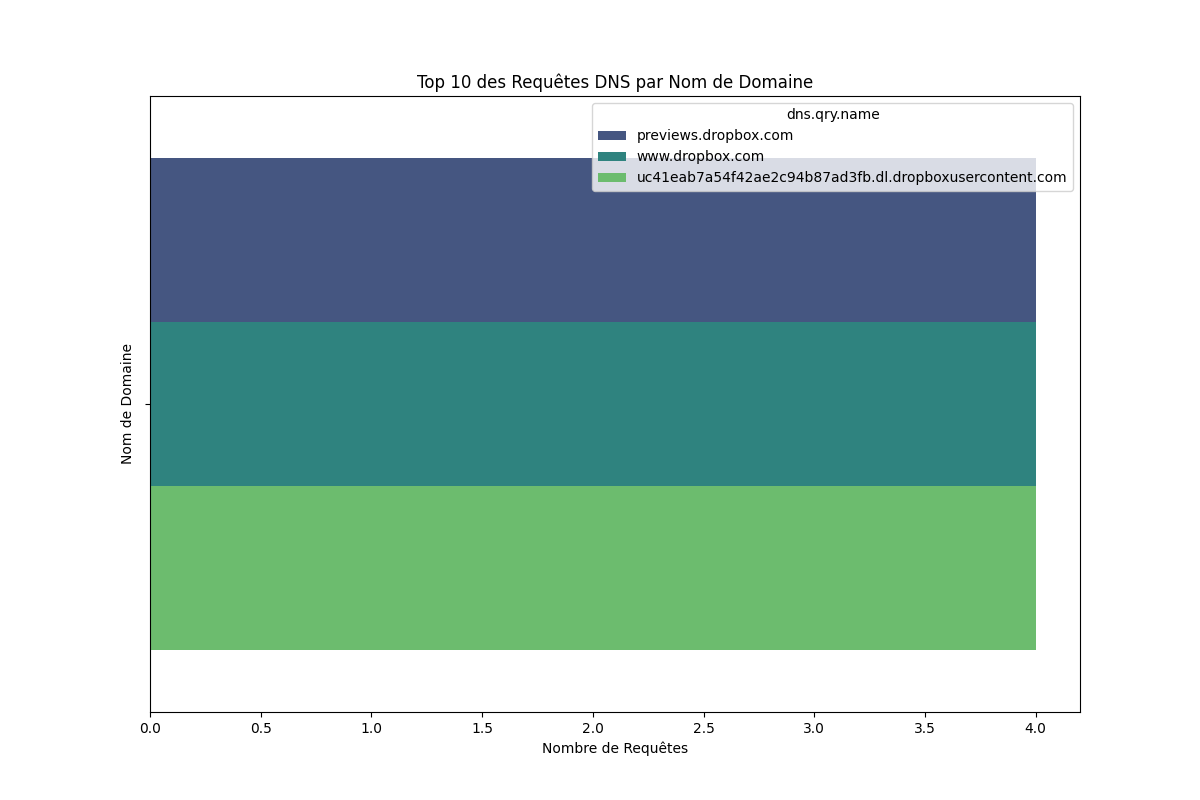 Top 10 des Requêtes DNS par Nom de Domaine
dns.qry.name
previews.dropbox.com
www.dropbox.com
uc41eab7a54f42ae2c94b87ad3fb.dl.dropboxusercontent.com
Nom de Domaine
0.0 0.5 1.0 1.5 2.0 2.5 3.0 3.5 4.0
Nombre de Requêtes